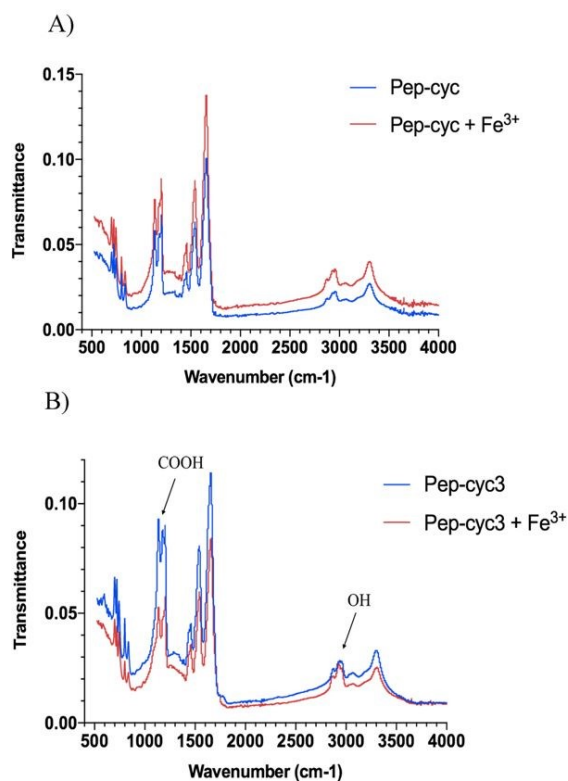 A)
0.15
0.10
0.05
0.00
Transmittance
Pep-cyc
Pep-cyc + Fe³⁺
500 1000 1500 2000 2500 3000 3500 4000
Wavenumber (cm-1)
B)
0.10
0.05
0.00
Transmittance
COOH
OH
Pep-cyc3
Pep-cyc3 + Fe³⁺
500 1000 1500 2000 2500 3000 3500 4000
Wavenumber (cm-1)